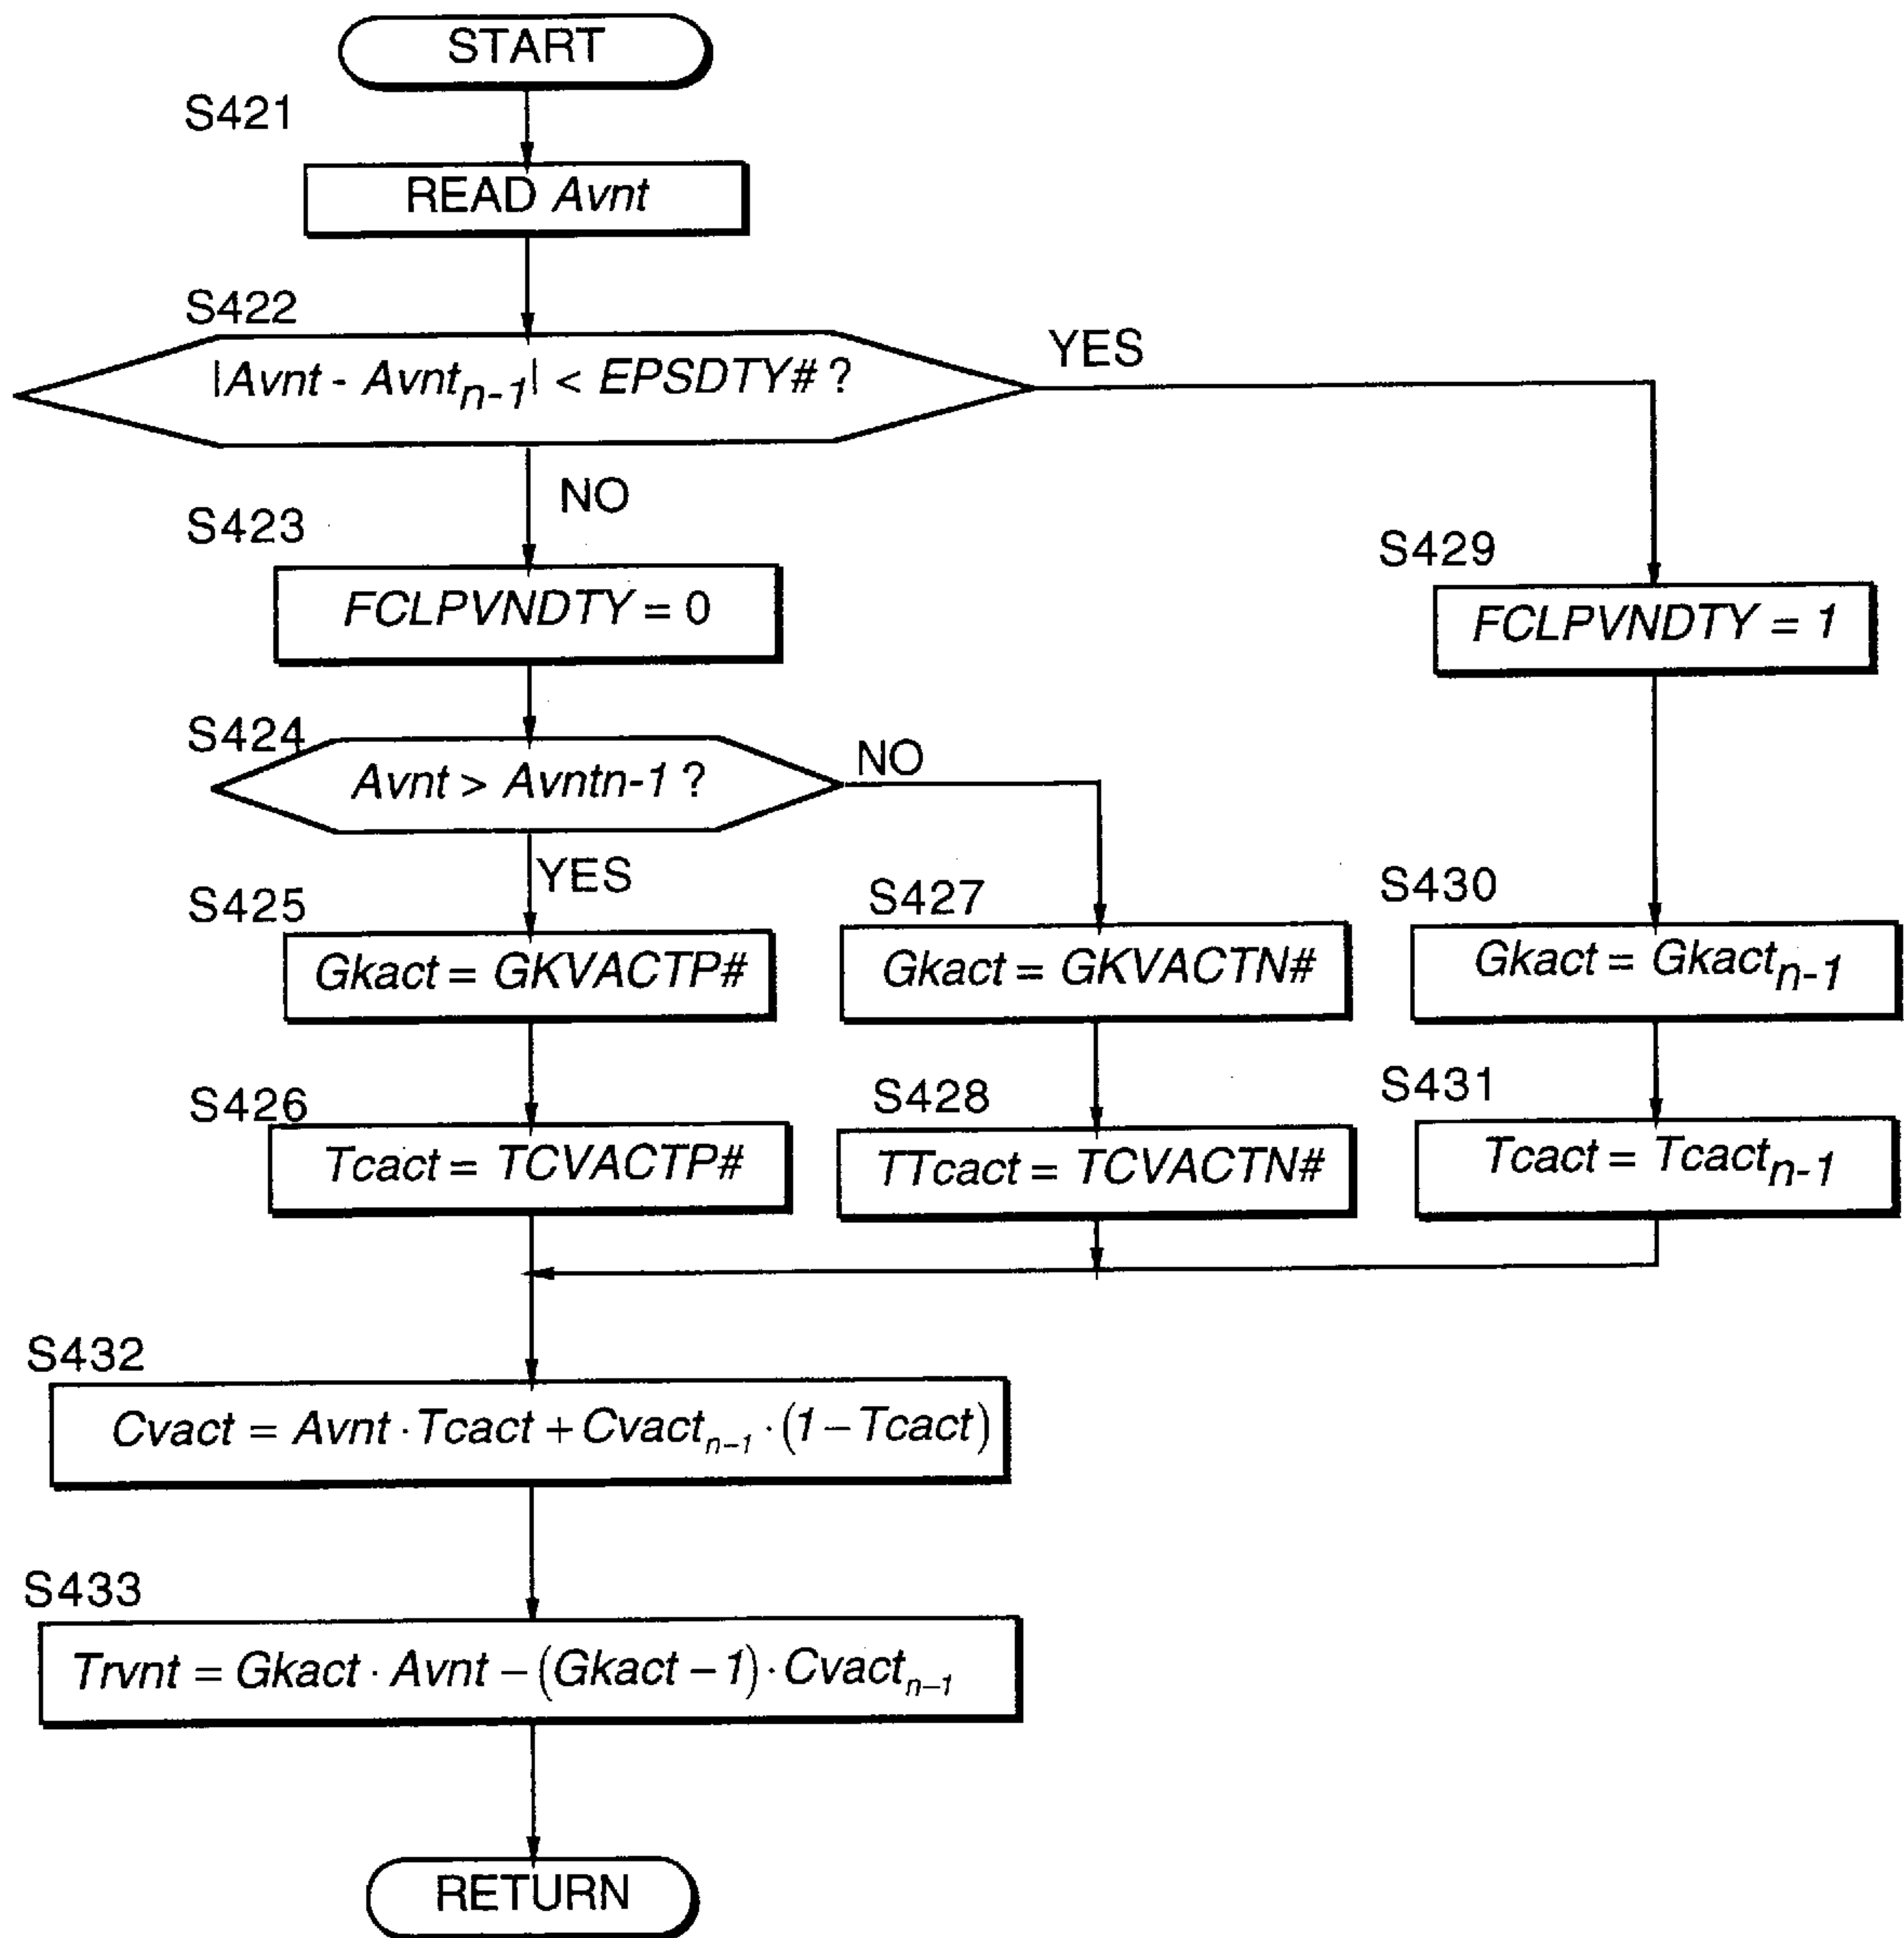 START
S421
READ Avnt
S422
|Avnt - Avntn-1| < EPSDTY# ?
YES
NO
S423
FCLPVNDTY = 0
S429
FCLPVNDTY = 1
S424
Avnt > Avntn-1 ?
NO
YES
S425
Gkact = GKVACTP#
S427
Gkact = GKVACTN#
S430
Gkact = Gkactn-1
S426
Tcact = TCVACTP#
S428
TTcact = TCVACTN#
S431
Tcact = Tcactn-1
S432
Cvact = Avnt · Tcact + Cvactn−1 · (1 − Tcact)
S433
Trvnt = Gkact · Avnt − (Gkact − 1) · Cvactn−1
RETURN